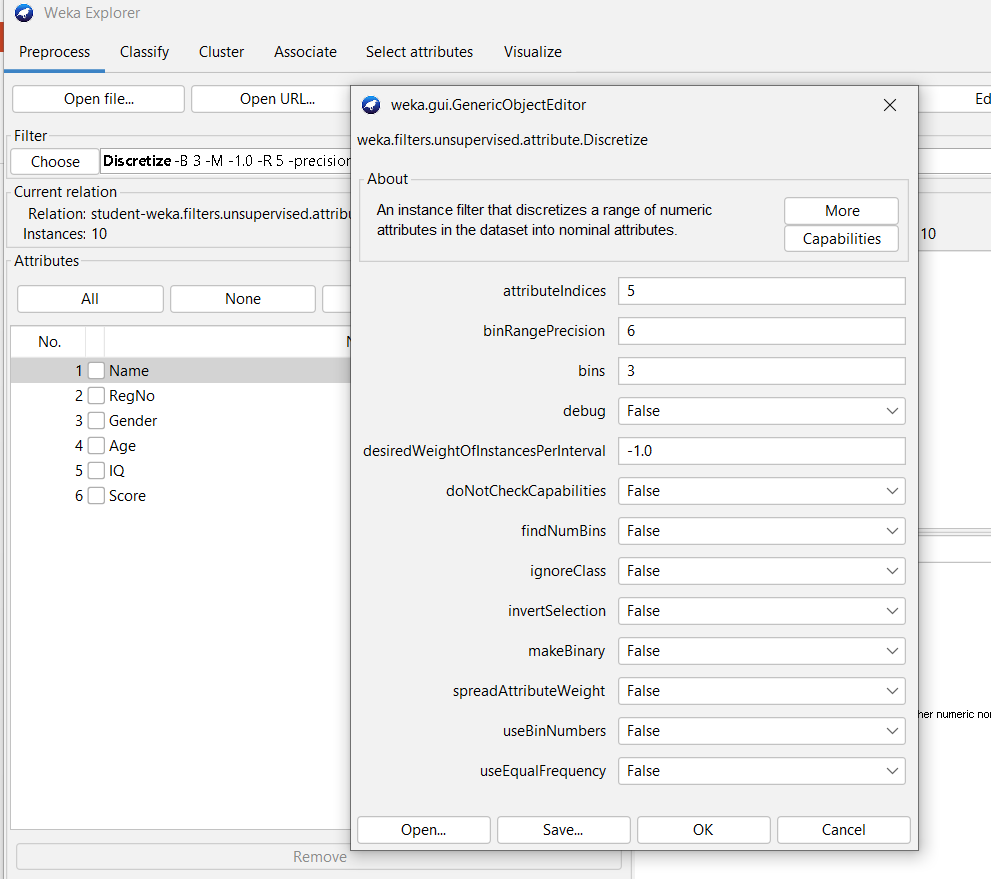 Weka Explorer
Preprocess Classify Cluster Associate Select attributes Visualize
Open file... Open URL...
Filter
Choose Discretize -B 3 -M -1.0 -R 5 -precision
Current relation
Relation: student-weka.filters.unsupervised.attribu
Instances: 10
10
Attributes
All None
No.
1 Name
2 RegNo
3 Gender
4 Age
5 IQ
6 Score
Remove
weka.gui.GenericObjectEditor
weka.filters.unsupervised.attribute.Discretize
About
An instance filter that discretizes a range of numeric
attributes in the dataset into nominal attributes.
More
Capabilities
attributeIndices 5
binRangePrecision 6
bins 3
debug False
desiredWeightOfInstancesPerInterval -1.0
doNotCheckCapabilities False
findNumBins False
ignoreClass False
invertSelection False
makeBinary False
spreadAttributeWeight False
useBinNumbers False
useEqualFrequency False
Open... Save... OK Cancel
numeric